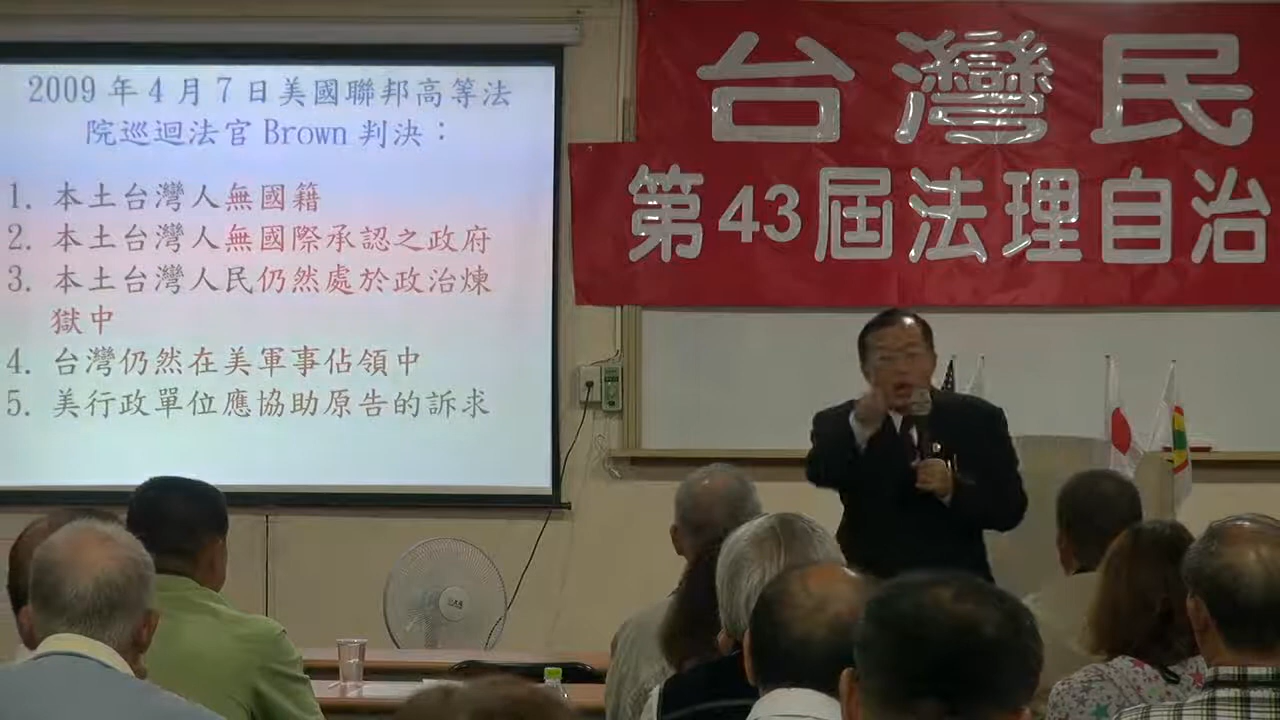 2009 年 4 月 7 日美國聯邦高等法
院巡迴法官 Brown 判決：
1. 本土台灣人無國籍
2. 本土台灣人無國際承認之政府
3. 本土台灣人民仍然處於政治煉
獄中
4. 台灣仍然在美軍事佔領中
5. 美行政單位應協助原告的訴求
台灣民
第43屆法理自治